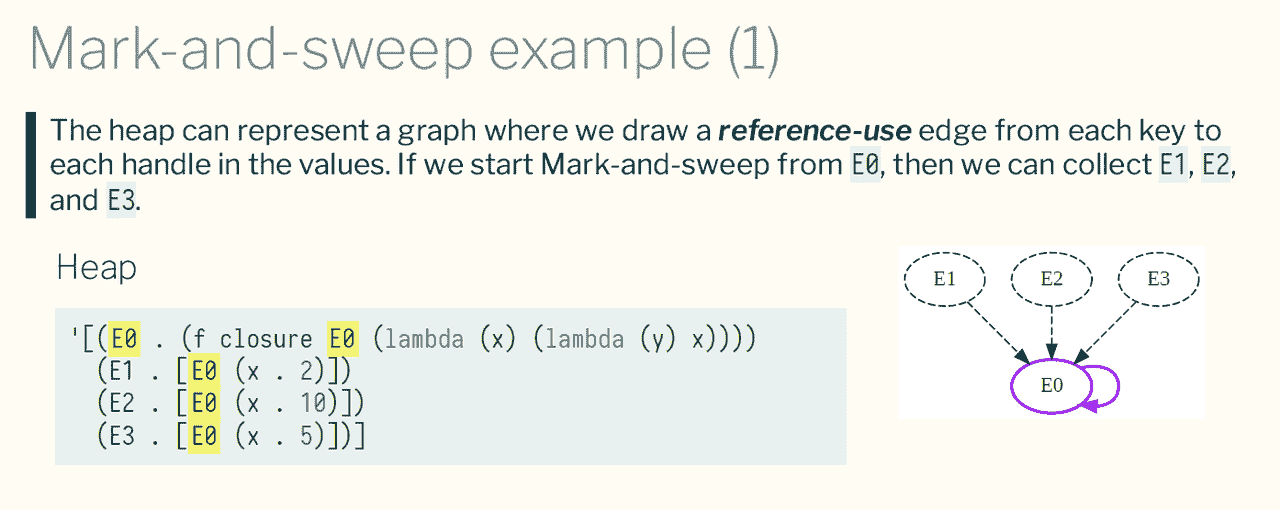 Mark-and-sweep example (1)
The heap can represent a graph where we draw a reference-use edge from each key to
each handle in the values. If we start Mark-and-sweep from E0, then we can collect E1, E2,
and E3.
Heap
'[(E0 . (f closure E0 (lambda (x) (lambda (y) x))))
(E1 . [E0 (x . 2)])
(E2 . [E0 (x . 10)])
(E3 . [E0 (x . 5)])]
E1 E2 E3
E0